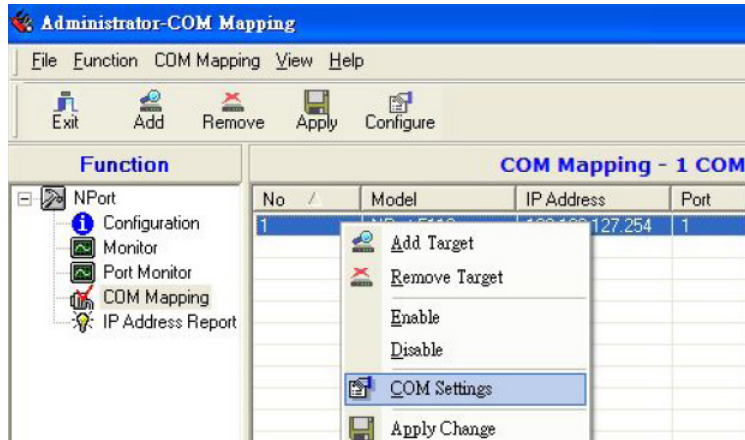 Administrator-COM Mapping
File Function COM Mapping View Help
Exit Add Remove Apply Configure
Function
COM Mapping - 1 COM
No Model IP Address Port
1 127.254 1
NPort
Configuration
Monitor
Port Monitor
COM Mapping
IP Address Report
Add Target
Remove Target
Enable
Disable
COM Settings
Apply Change